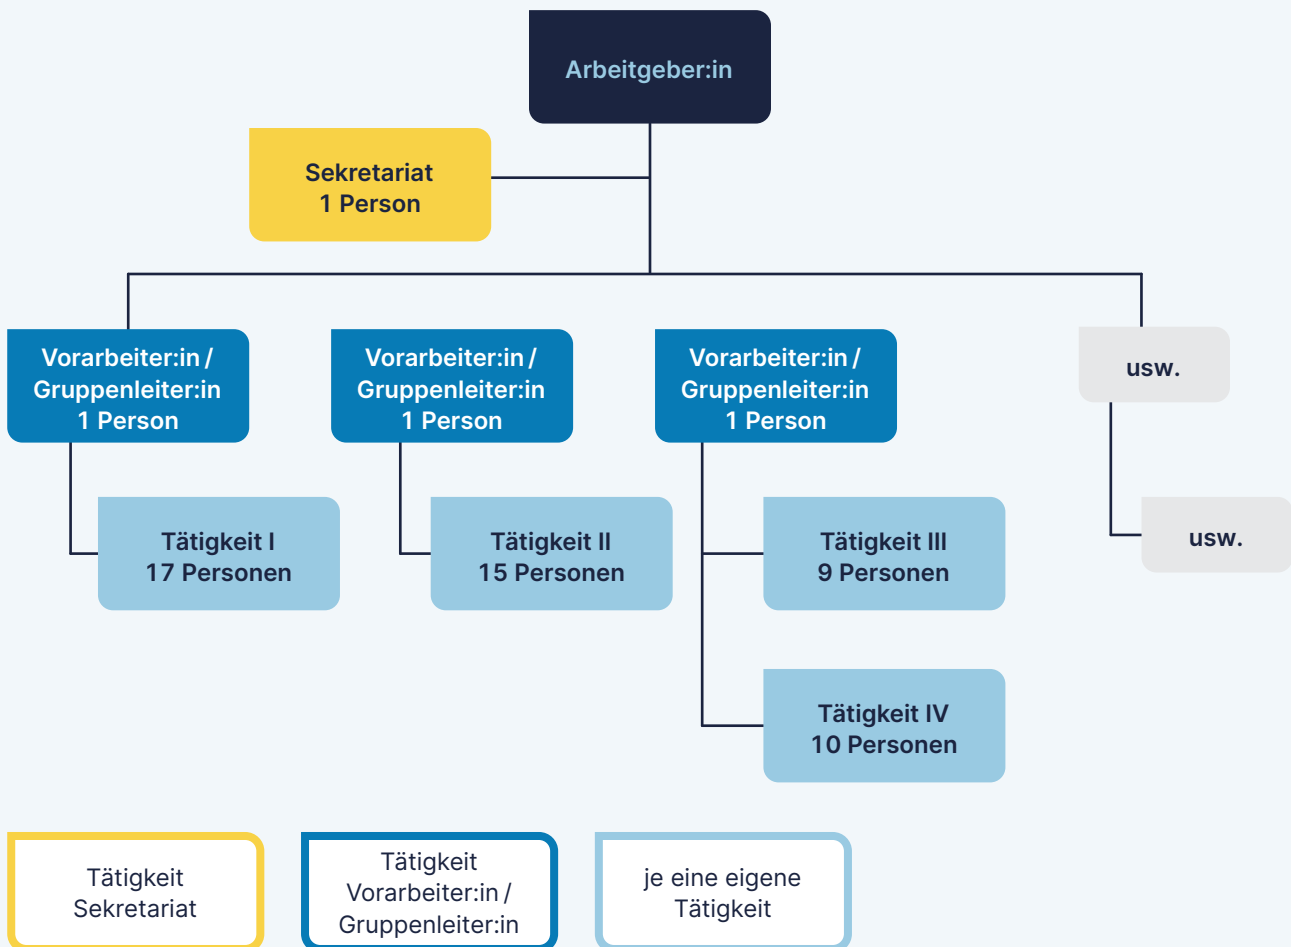 Arbeitgeber:in
Sekretariat
1 Person
Vorarbeiter:in /
Gruppenleiter:in
1 Person
Vorarbeiter:in /
Gruppenleiter:in
1 Person
Vorarbeiter:in /
Gruppenleiter:in
1 Person
usw.
Tätigkeit I
17 Personen
Tätigkeit II
15 Personen
Tätigkeit III
9 Personen
usw.
Tätigkeit IV
10 Personen
Tätigkeit
Sekretariat
Tätigkeit
Vorarbeiter:in /
Gruppenleiter:in
je eine eigene
Tätigkeit